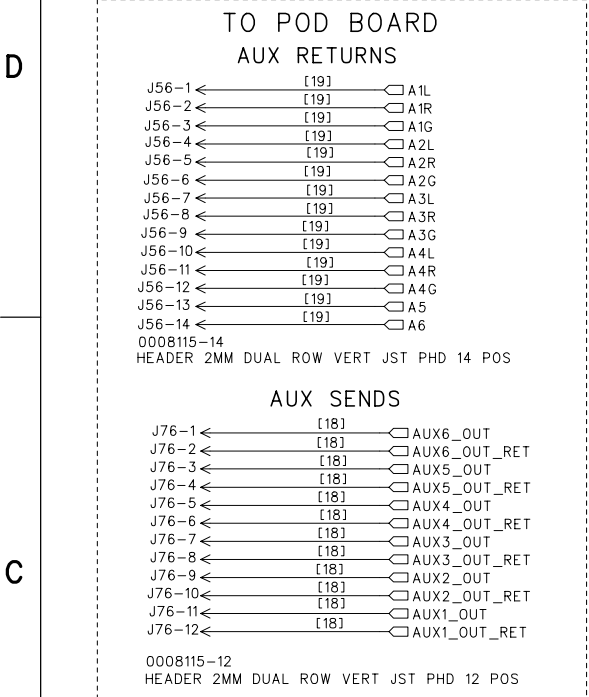 TO POD BOARD
AUX RETURNS
D
J56-1 [19] A1L
J56-2 [19] A1R
J56-3 [19] A1G
J56-4 [19] A2L
J56-5 [19] A2R
J56-6 [19] A2G
J56-7 [19] A3L
J56-8 [19] A3R
J56-9 [19] A3G
J56-10 [19] A4L
J56-11 [19] A4R
J56-12 [19] A4G
J56-13 [19] A5
J56-14 [19] A6
0008115-14
HEADER 2MM DUAL ROW VERT JST PHD 14 POS
AUX SENDS
J76-1 [18] AUX6_OUT
J76-2 [18] AUX6_OUT_RET
J76-3 [18] AUX5_OUT
J76-4 [18] AUX5_OUT_RET
J76-5 [18] AUX4_OUT
J76-6 [18] AUX4_OUT_RET
J76-7 [18] AUX3_OUT
J76-8 [18] AUX3_OUT_RET
C
J76-9 [18] AUX2_OUT
J76-10 [18] AUX2_OUT_RET
J76-11 [18] AUX1_OUT
J76-12 [18] AUX1_OUT_RET
0008115-12
HEADER 2MM DUAL ROW VERT JST PHD 12 POS